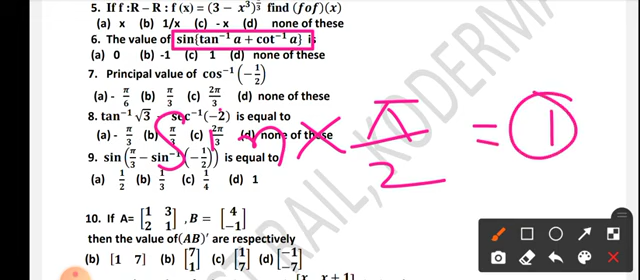 5. If f : R – R : f(x) = (3 − x³)^(1/3) find (fof)(x)
(a) x (b) 1/x (c) -x (d) none of these
6. The value of sin{tan⁻¹ a + cot⁻¹ a} is
(a) 0 (b) -1 (c) 1 (d) none of these
7. Principal value of cos⁻¹(−1/2)
(a) - π/6 (b) π/3 (c) 2π/3 (d) none of these
8. tan⁻¹ √3 − sec⁻¹(−2) is equal to
(a) - π/3 (b) π/3 (c) 2π/3 (d) none of these
Sin × π/2 = 1
9. sin(π/3 − sin⁻¹(−1/2)) is equal to
(a) 1/2 (b) 1/3 (c) 1/4 (d) 1
10. If A= [1 3; 2 1], B = [4; −1]
then the value of (AB)′ are respectively
(b) [1 7] (b) [7; 1] (c) [1; 7] (d) [−1; −7]
RAIL, KODERMA